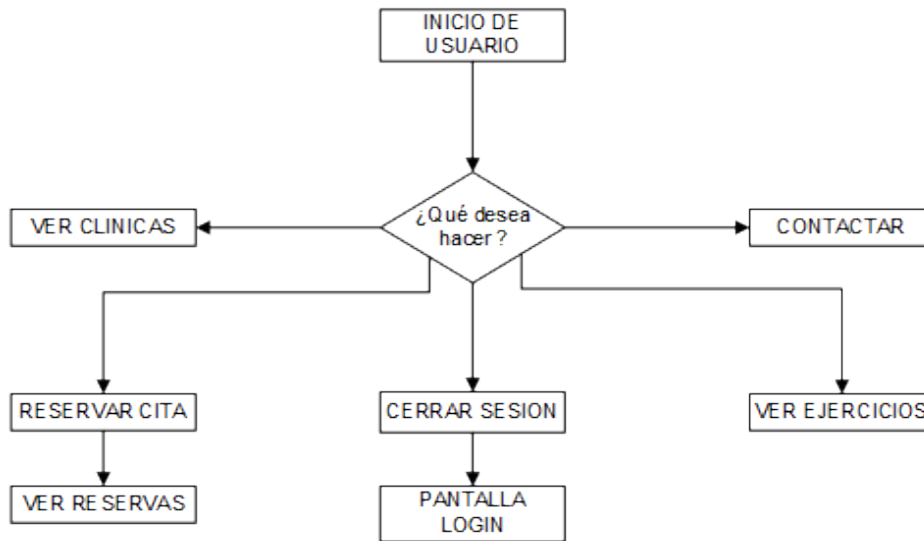 INICIO DE
USUARIO
¿Qué desea
hacer ?
VER CLINICAS
CONTACTAR
RESERVAR CITA
CERRAR SESION
VER EJERCICIOS
VER RESERVAS
PANTALLA
LOGIN